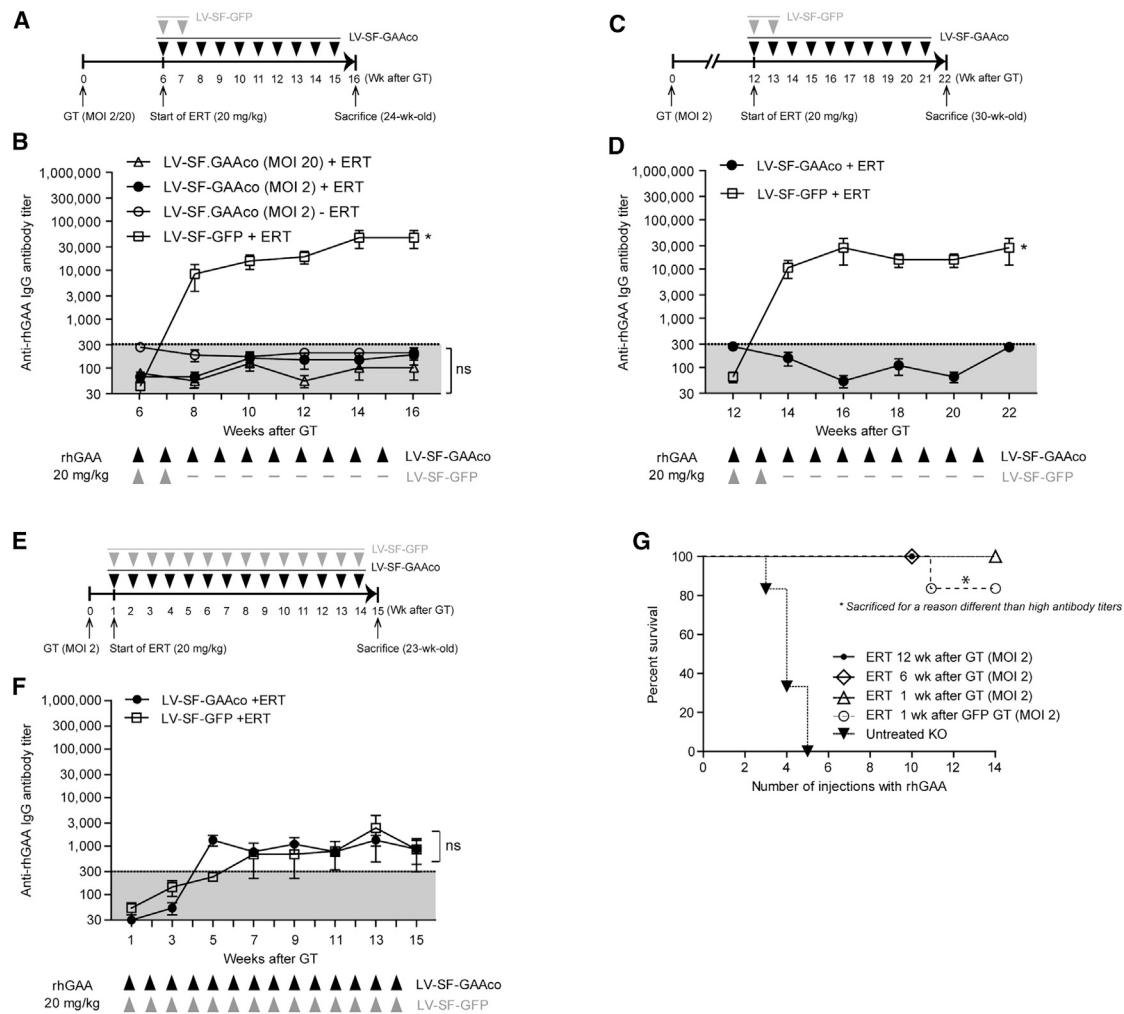 A
LV-SF-GFP
LV-SF-GAAco
0 6 7 8 9 10 11 12 13 14 15 16 (Wk after GT)
GT (MOI 2/20) Start of ERT (20 mg/kg) Sacrifice (24-wk-old)
C
LV-SF-GFP
LV-SF-GAAco
0 12 13 14 15 16 17 18 19 20 21 22 (Wk after GT)
GT (MOI 2) Start of ERT (20 mg/kg) Sacrifice (30-wk-old)
B
LV-SF.GAAco (MOI 20) + ERT
LV-SF-GAAco (MOI 2) + ERT
LV-SF.GAAco (MOI 2) - ERT
LV-SF-GFP + ERT
Anti-rhGAA IgG antibody titer
1,000,000
300,000
100,000
30,000
10,000
3,000
1,000
300
100
30
*
ns
6 8 10 12 14 16
Weeks after GT
rhGAA
20 mg/kg
LV-SF-GAAco
LV-SF-GFP
D
LV-SF-GAAco + ERT
LV-SF-GFP + ERT
Anti-rhGAA IgG antibody titer
1,000,000
300,000
100,000
30,000
10,000
3,000
1,000
300
100
30
*
12 14 16 18 20 22
Weeks after GT
rhGAA
20 mg/kg
LV-SF-GAAco
LV-SF-GFP
E
LV-SF-GFP
LV-SF-GAAco
0 1 2 3 4 5 6 7 8 9 10 11 12 13 14 15 (Wk after GT)
GT (MOI 2) Start of ERT (20 mg/kg) Sacrifice (23-wk-old)
F
LV-SF-GAAco +ERT
LV-SF-GFP +ERT
Anti-rhGAA IgG antibody titer
1,000,000
300,000
100,000
30,000
10,000
3,000
1,000
300
100
30
ns
1 3 5 7 9 11 13 15
Weeks after GT
rhGAA
20 mg/kg
LV-SF-GAAco
LV-SF-GFP
G
Percent survival
100
80
60
40
20
0
*
* Sacrificed for a reason different than high antibody titers
ERT 12 wk after GT (MOI 2)
ERT 6 wk after GT (MOI 2)
ERT 1 wk after GT (MOI 2)
ERT 1 wk after GFP GT (MOI 2)
Untreated KO
0 2 4 6 8 10 12 14
Number of injections with rhGAA